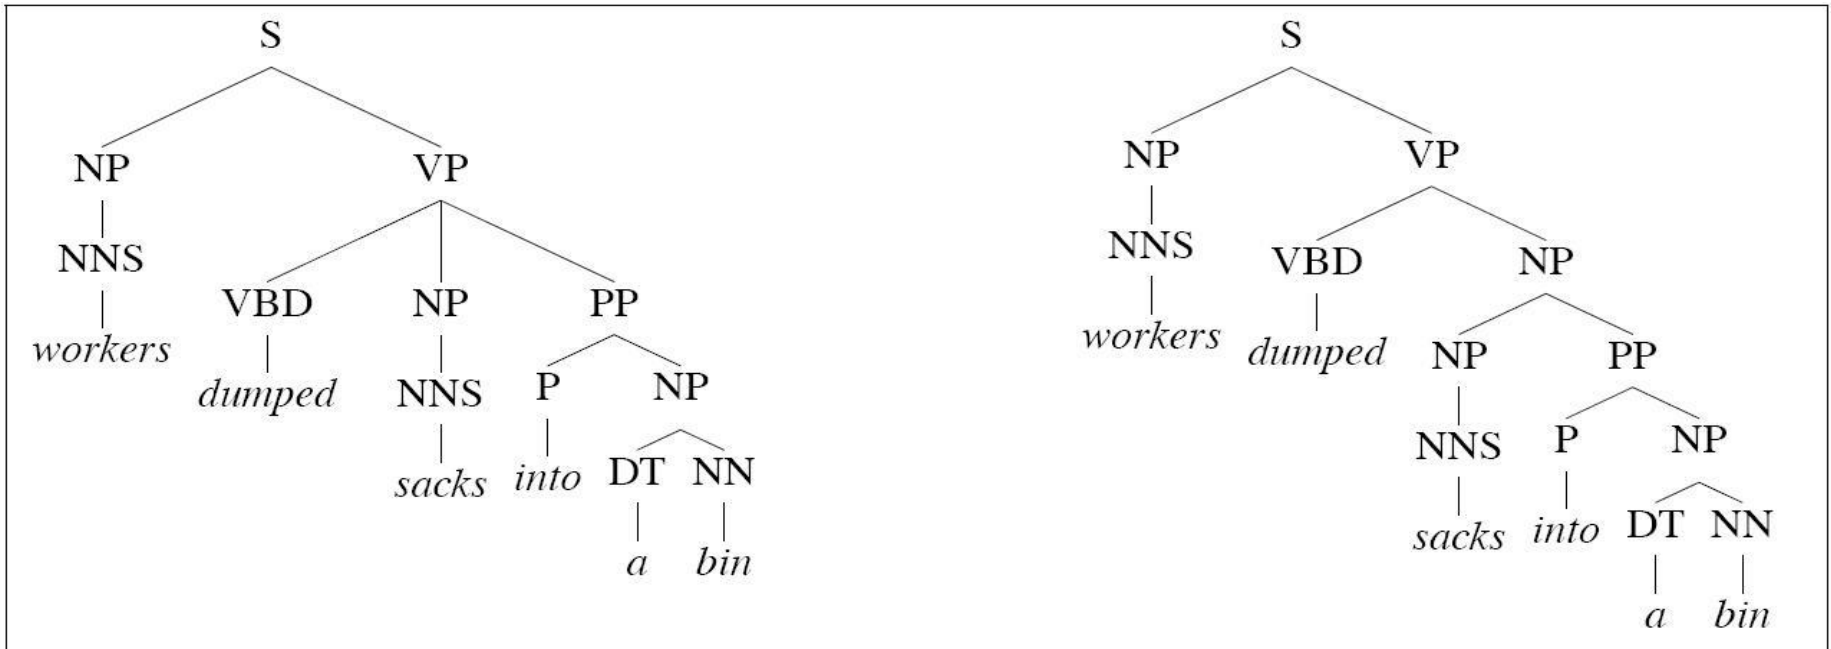 S
NP VP
NNS VBD NP PP
workers dumped NNS P NP
sacks into DT NN
a bin
S
NP VP
NNS VBD NP
workers dumped NP PP
NNS P NP
sacks into DT NN
a bin